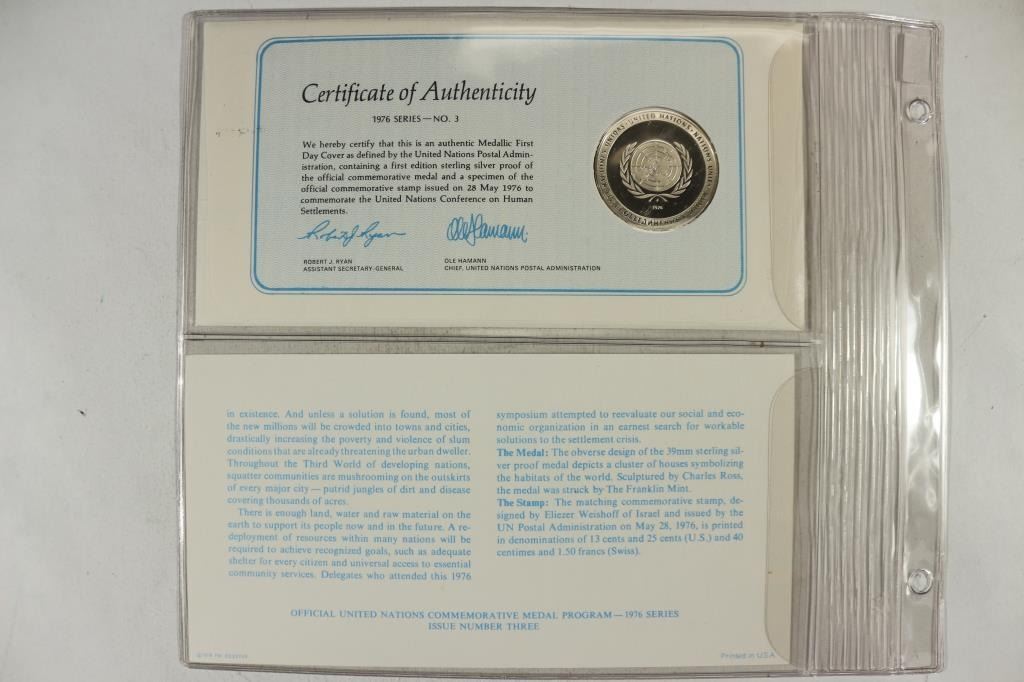 Certificate of Authenticity
1976 SERIES—NO. 3
We hereby certify that this is an authentic Medallic First
Day Cover as defined by the United Nations Postal Admin-
istration, containing a first edition sterling silver proof of
the official commemorative medal and a specimen of the
official commemorative stamp issued on 28 May 1976 to
commemorate the United Nations Conference on Human
Settlements.
Robert J. Ryan
Ole Hamann.
ROBERT J. RYAN
ASSISTANT SECRETARY-GENERAL
OLE HAMANN
CHIEF, UNITED NATIONS POSTAL ADMINISTRATION
UNITED NATIONS · NATIONS UNIES
1976
in existence. And unless a solution is found, most of
the new millions will be crowded into towns and cities,
drastically increasing the poverty and violence of slum
conditions that are already threatening the urban dweller.
Throughout the Third World of developing nations,
squatter communities are mushrooming on the outskirts
of every major city — putrid jungles of dirt and disease
covering thousands of acres.
There is enough land, water and raw material on the
earth to support its people now and in the future. A re-
deployment of resources within many nations will be
required to achieve recognized goals, such as adequate
shelter for every citizen and universal access to essential
community services. Delegates who attended this 1976
symposium attempted to reevaluate our social and eco-
nomic organization in an earnest search for workable
solutions to the settlement crisis.
The Medal: The obverse design of the 39mm sterling sil-
ver proof medal depicts a cluster of houses symbolizing
the habitats of the world. Sculptured by Charles Ross,
the medal was struck by The Franklin Mint.
The Stamp: The matching commemorative stamp, de-
signed by Eliezer Weishoff of Israel and issued by the
UN Postal Administration on May 28, 1976, is printed
in denominations of 13 cents and 25 cents (U.S.) and 40
centimes and 1.50 francs (Swiss).
OFFICIAL UNITED NATIONS COMMEMORATIVE MEDAL PROGRAM—1976 SERIES
ISSUE NUMBER THREE
Printed in U.S.A.